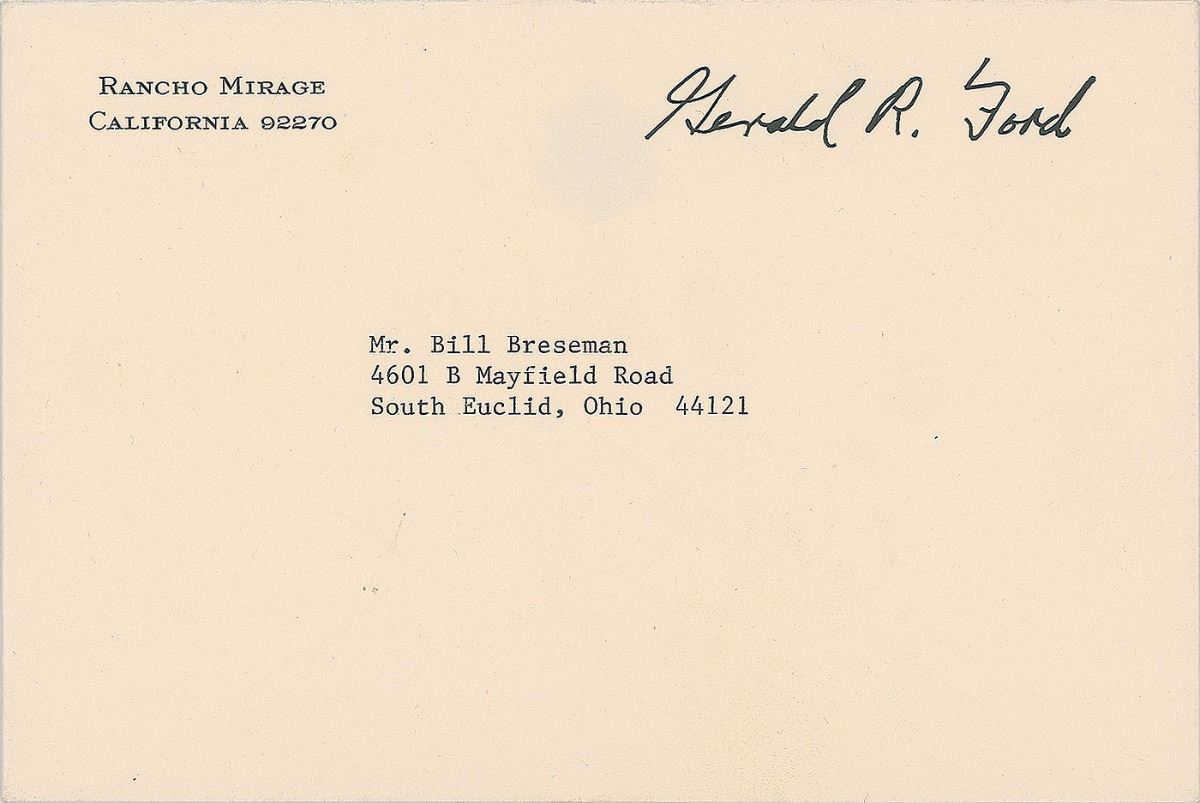 RANCHO MIRAGE
CALIFORNIA 92270
Gerald R. Ford
Mr. Bill Breseman
4601 B Mayfield Road
South Euclid, Ohio 44121